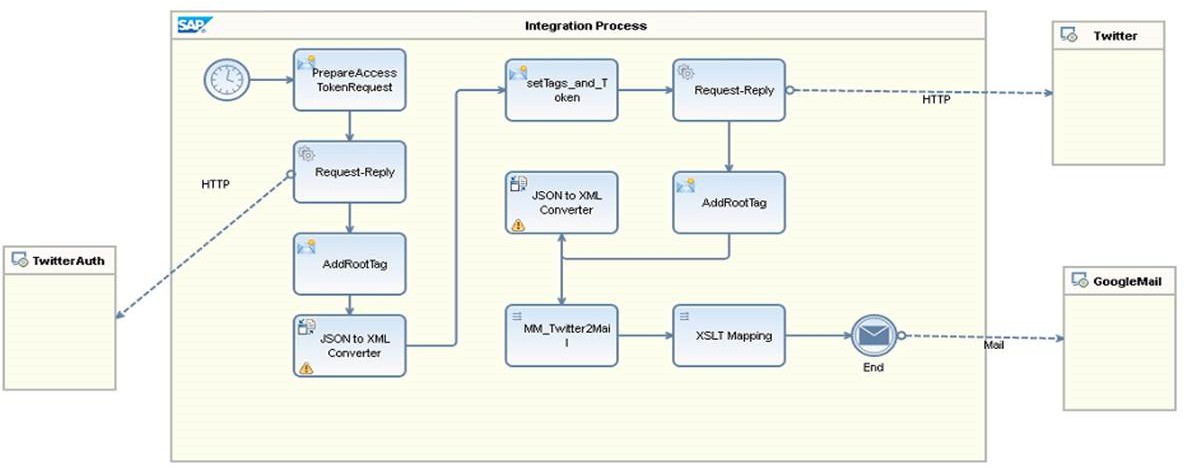 SAP
Integration Process
PrepareAccess
TokenRequest
Request-Reply
AddRootTag
JSON to XML
Converter
setTags_and_T
oken
Request-Reply
AddRootTag
JSON to XML
Converter
MM_Twitter2Mai
l
XSLT Mapping
End
HTTP
TwitterAuth
HTTP
Twitter
Mail
GoogleMail